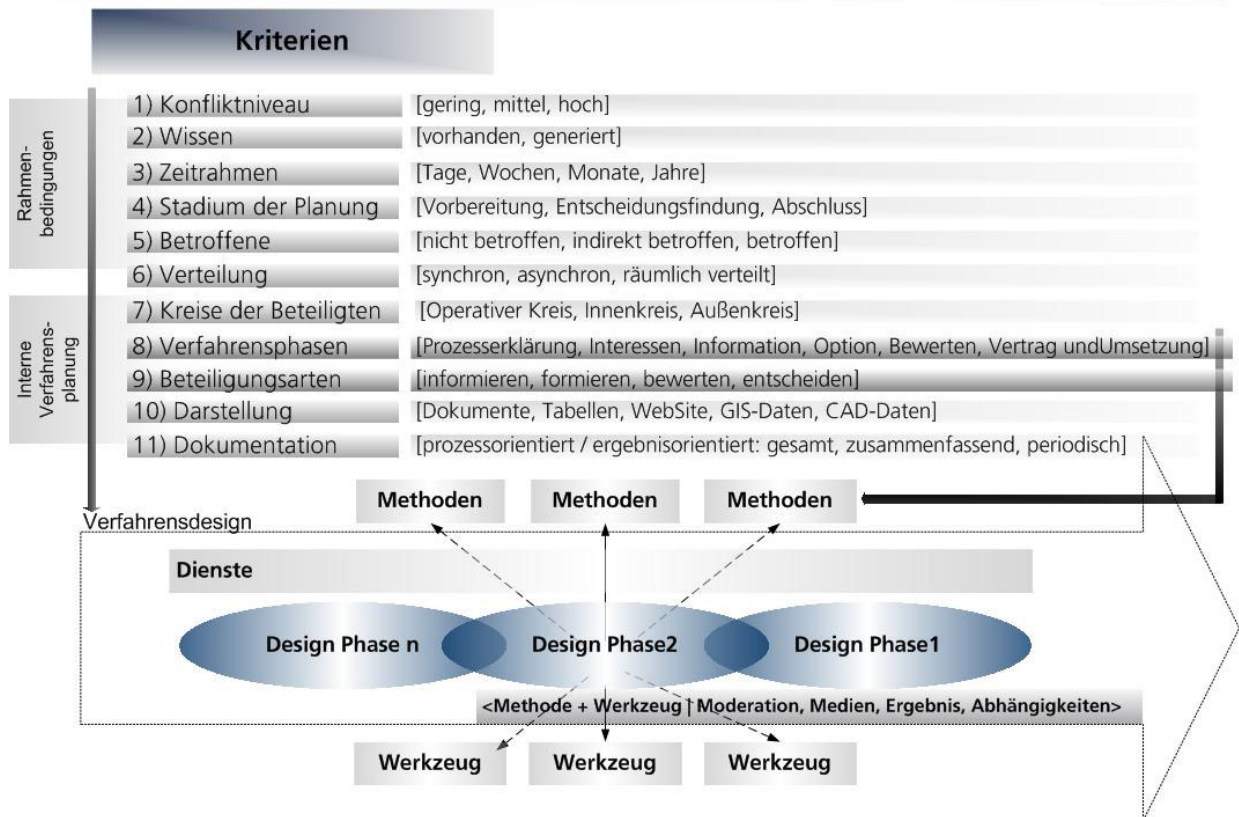 Kriterien
Rahmen-
bedingungen
1) Konfliktniveau [gering, mittel, hoch]
2) Wissen [vorhanden, generiert]
3) Zeitrahmen [Tage, Wochen, Monate, Jahre]
4) Stadium der Planung [Vorbereitung, Entscheidungsfindung, Abschluss]
5) Betroffene [nicht betroffen, indirekt betroffen, betroffen]
6) Verteilung [synchron, asynchron, räumlich verteilt]
Interne
Verfahrens-
planung
7) Kreise der Beteiligten [Operativer Kreis, Innenkreis, Außenkreis]
8) Verfahrensphasen [Prozesserklärung, Interessen, Information, Option, Bewerten, Vertrag undUmsetzung]
9) Beteiligungsarten [informieren, formieren, bewerten, entscheiden]
10) Darstellung [Dokumente, Tabellen, WebSite, GIS-Daten, CAD-Daten]
11) Dokumentation [prozessorientiert / ergebnisorientiert: gesamt, zusammenfassend, periodisch]
Methoden Methoden Methoden
Verfahrensdesign
Dienste
Design Phase n Design Phase2 Design Phase1
<Methode + Werkzeug | Moderation, Medien, Ergebnis, Abhängigkeiten>
Werkzeug Werkzeug Werkzeug